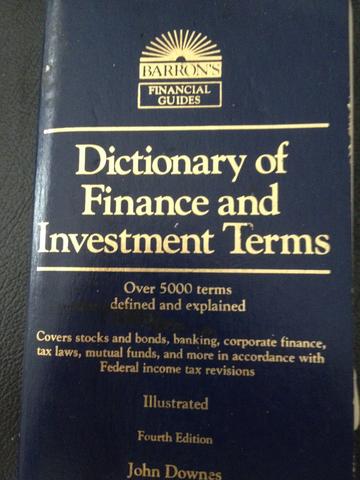 BARRON'S
FINANCIAL
GUIDES
Dictionary of
Finance and
Investment Terms
Over 5000 terms
defined and explained
Covers stocks and bonds, banking, corporate finance,
tax laws, mutual funds, and more in accordance with
Federal income tax revisions
Illustrated
Fourth Edition
John Downes